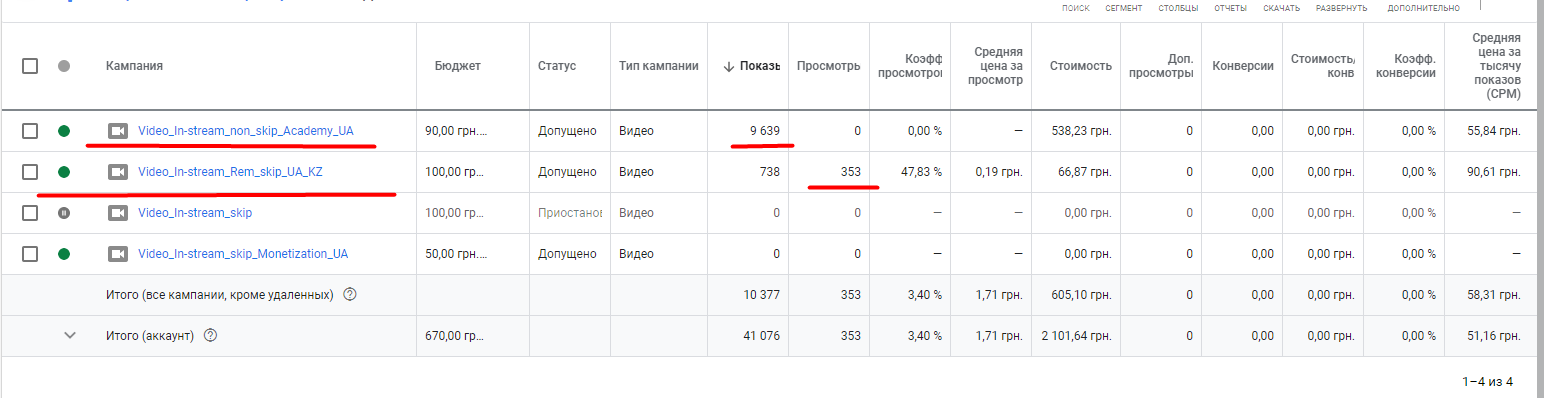 ПОИСК СЕГМЕНТ СТОЛБЦЫ ОТЧЕТЫ СКАЧАТЬ РАЗВЕРНУТЬ ДОПОЛНИТЕЛЬНО
Кампания Бюджет Статус Тип кампании Показы Просмотры Коэфф просмотров Средняя цена за просмотр Стоимость Доп. просмотры Конверсии Стоимость/ конв Коэфф. конверсии Средняя цена за тысячу показов (CPM)
Video_In-stream_non_skip_Academy_UA 90,00 грн.... Допущено Видео 9 639 0 0,00 % — 538,23 грн. 0 0,00 0,00 грн. 0,00 % 55,84 грн.
Video_In-stream_Rem_skip_UA_KZ 100,00 гр... Допущено Видео 738 353 47,83 % 0,19 грн. 66,87 грн. 0 0,00 0,00 грн. 0,00 % 90,61 грн.
Video_In-stream_skip 100,00 гр... Приостанов Видео 0 0 — — 0,00 грн. 0 0,00 0,00 грн. 0,00 % —
Video_In-stream_skip_Monetization_UA 50,00 грн.... Допущено Видео 0 0 — — 0,00 грн. 0 0,00 0,00 грн. 0,00 % —
Итого (все кампании, кроме удаленных) 10 377 353 3,40 % 1,71 грн. 605,10 грн. 0 0,00 0,00 грн. 0,00 % 58,31 грн.
Итого (аккаунт) 670,00 гр... 41 076 353 3,40 % 1,71 грн. 2 101,64 грн. 0 0,00 0,00 грн. 0,00 % 51,16 грн.
1–4 из 4